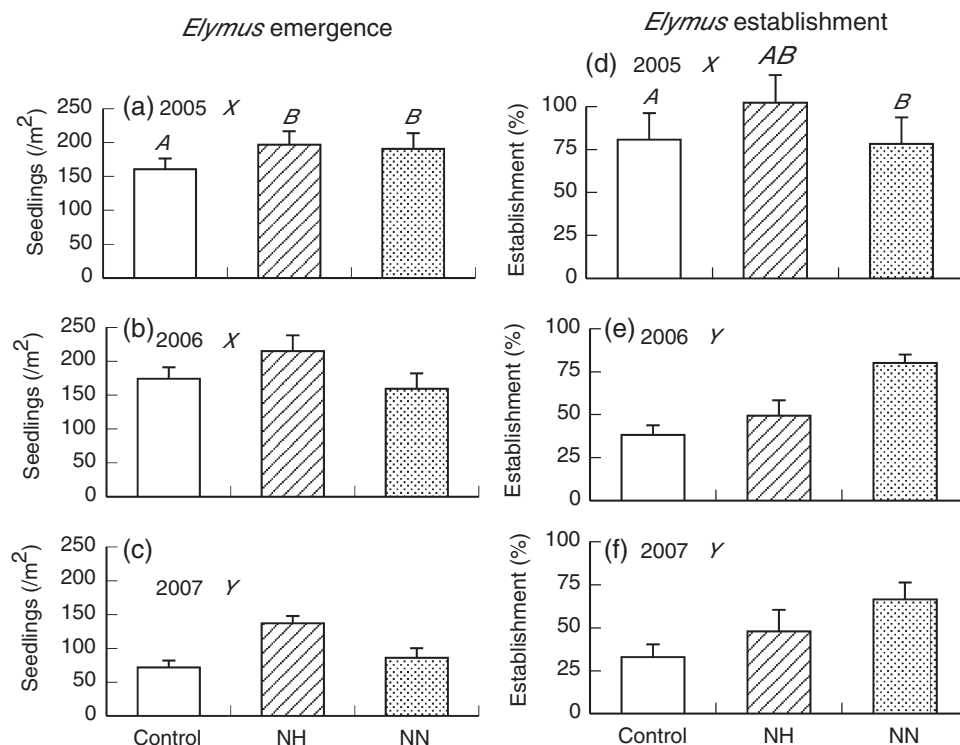 Elymus emergence
Elymus establishment
(a) 2005 X
Seedlings (/m²)
250
200
150
100
50
0
A
B
B
(d) 2005 X
Establishment (%)
100
75
50
25
0
A
AB
B
(b) 2006 X
Seedlings (/m²)
250
200
150
100
50
0
(e) 2006 Y
Establishment (%)
100
75
50
25
0
(c)
2007 Y
Seedlings (/m²)
250
200
150
100
50
0
Control NH NN
(f) 2007 Y
Establishment (%)
100
75
50
25
0
Control NH NN